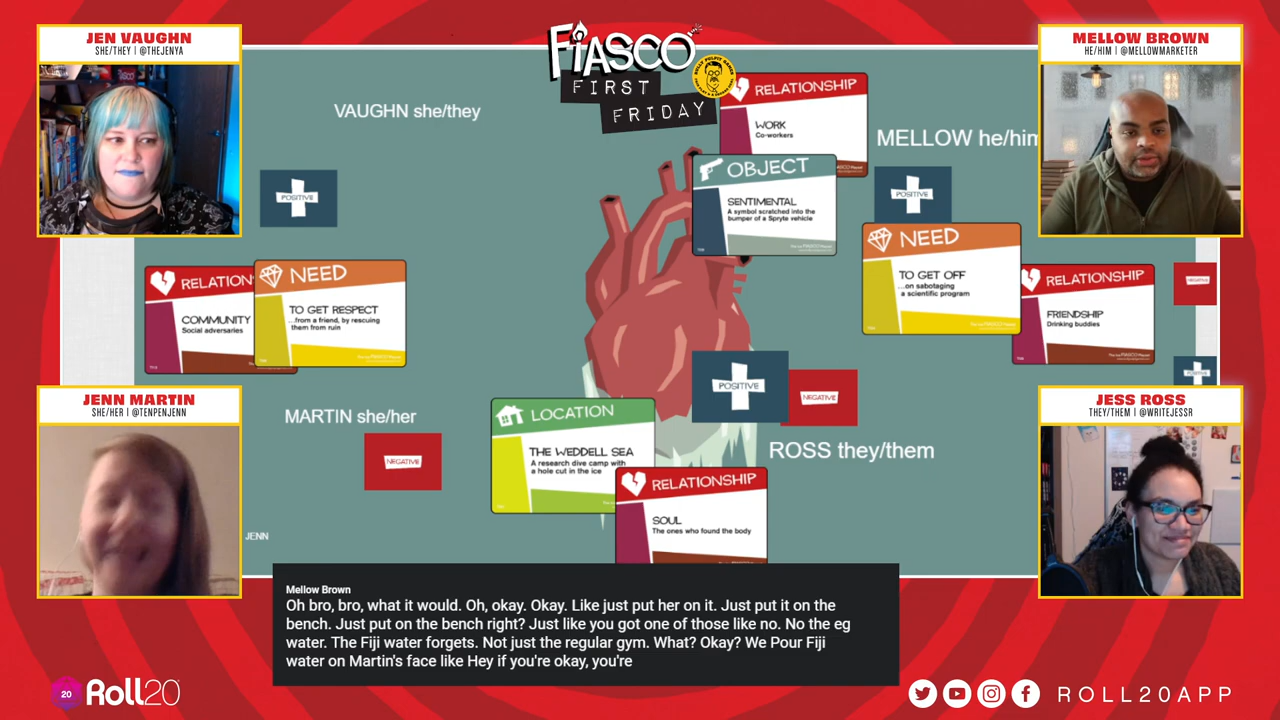 JEN VAUGHN
SHE/THEY | @THEJENYA
FIASCO
FIRST
FRIDAY
BULLY PULPIT GAMES
MELLOW BROWN
HE/HIM | @MELLOWMARKETER
VAUGHN she/they
POSITIVE
RELATIONSHIP
WORK
Co-workers
OBJECT
SENTIMENTAL
A symbol scratched into the
bumper of a Spryte vehicle
MELLOW he/him
POSITIVE
NEED
TO GET OFF
...on sabotaging
a scientific program
RELATIONSHIP
FRIENDSHIP
Drinking buddies
NEGATIVE
POSITIVE
RELATION
COMMUNITY
Social adversaries
NEED
TO GET RESPECT
...from a friend, by rescuing
them from ruin
JENN MARTIN
SHE/HER | @TENPENJENN
MARTIN she/her
NEGATIVE
JENN
LOCATION
THE WEDDELL SEA
A research dive camp with
a hole cut in the ice
POSITIVE
NEGATIVE
ROSS they/them
RELATIONSHIP
SOUL
The ones who found the body
JESS ROSS
THEY/THEM | @WRITEJESSR
Mellow Brown
Oh bro, bro, what it would. Oh, okay. Okay. Like just put her on it. Just put it on the
bench. Just put on the bench right? Just like you got one of those like no. No the eg
water. The Fiji water forgets. Not just the regular gym. What? Okay? We Pour Fiji
water on Martin's face like Hey if you're okay, you're
20
Roll20
ROLL20APP